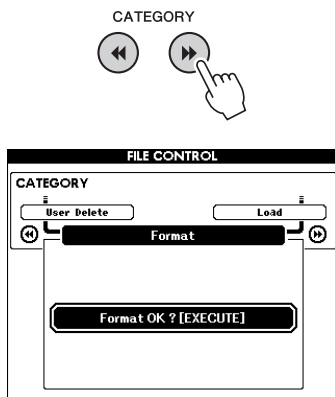 CATEGORY
FILE CONTROL
CATEGORY
User Delete Load
Format
Format OK ? [EXECUTE]